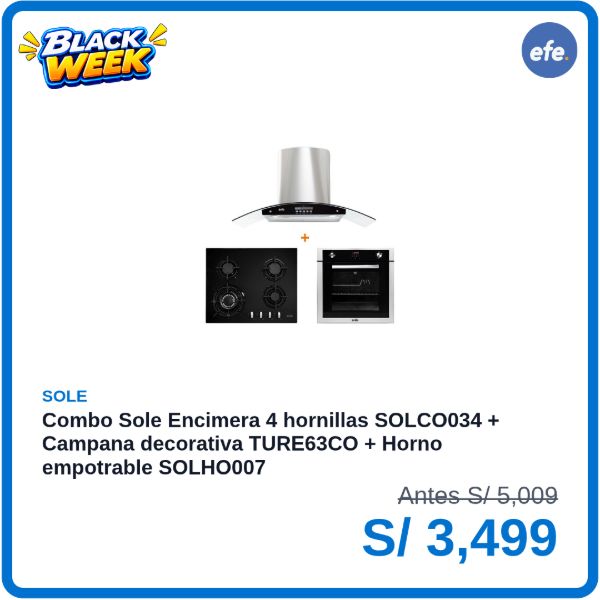 BLACK
WEEK
efe.
SOLE
Combo Sole Encimera 4 hornillas SOLCO034 +
Campana decorativa TURE63CO + Horno
empotrable SOLHO007
Antes S/ 5,009
S/ 3,499